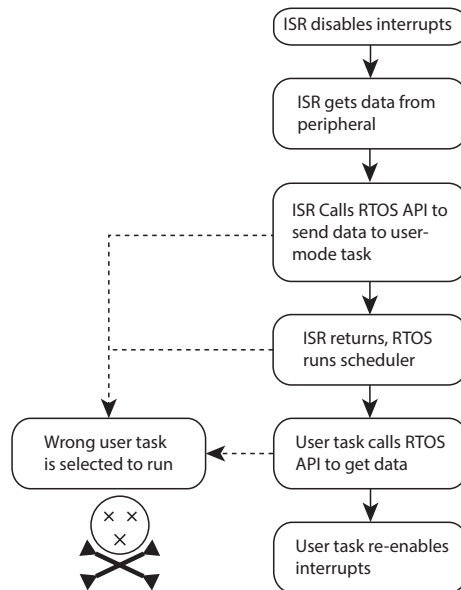 ISR disables interrupts
ISR gets data from
peripheral
ISR Calls RTOS API to
send data to user-
mode task
ISR returns, RTOS
runs scheduler
Wrong user task
is selected to run
User task calls RTOS
API to get data
User task re-enables
interrupts